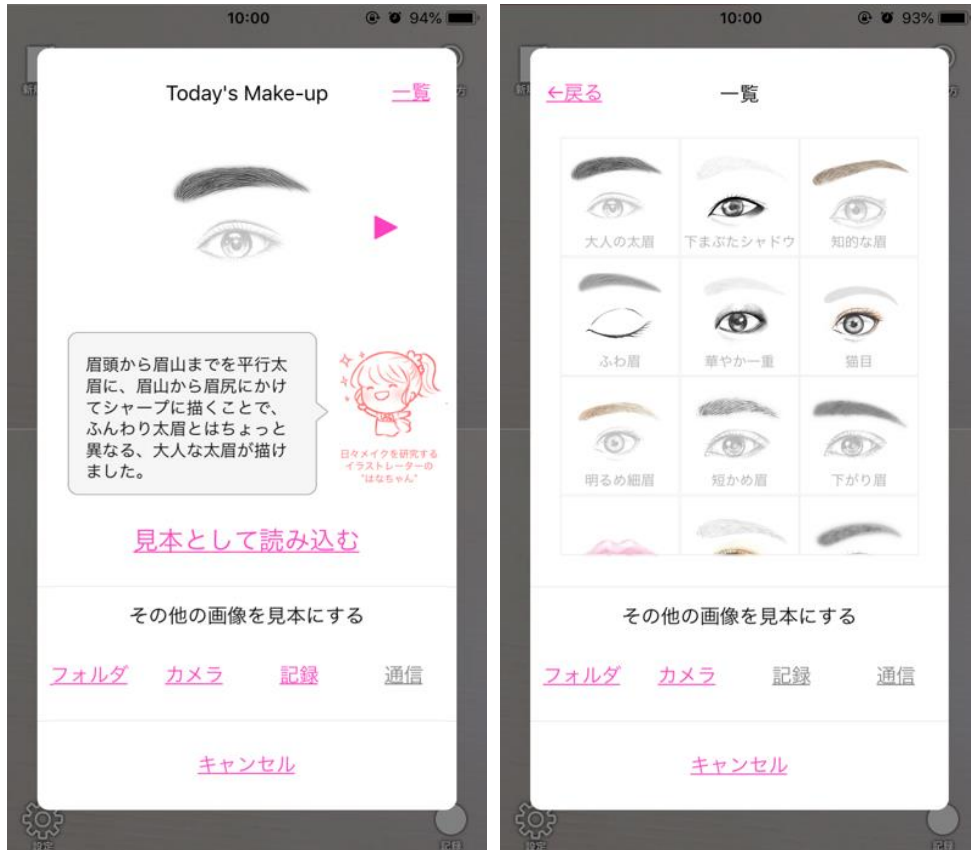 10:00
94%
Today's Make-up
一覧
眉頭から眉山までを平行太
眉に、眉山から眉尻にかけ
てシャープに描くことで、
ふんわり太眉とはちょっと
異なる、大人な太眉が描け
ました。
日々メイクを研究する
イラストレーターの
"はなちゃん"
見本として読み込む
その他の画像を見本にする
フォルダ カメラ 記録 通信
キャンセル
設定
記録
10:00
93%
←戻る
一覧
大人の太眉 下まぶたシャドウ 知的な眉
ふわ眉 華やか一重 猫目
明るめ細眉 短かめ眉 下がり眉
その他の画像を見本にする
フォルダ カメラ 記録 通信
キャンセル
設定
記録